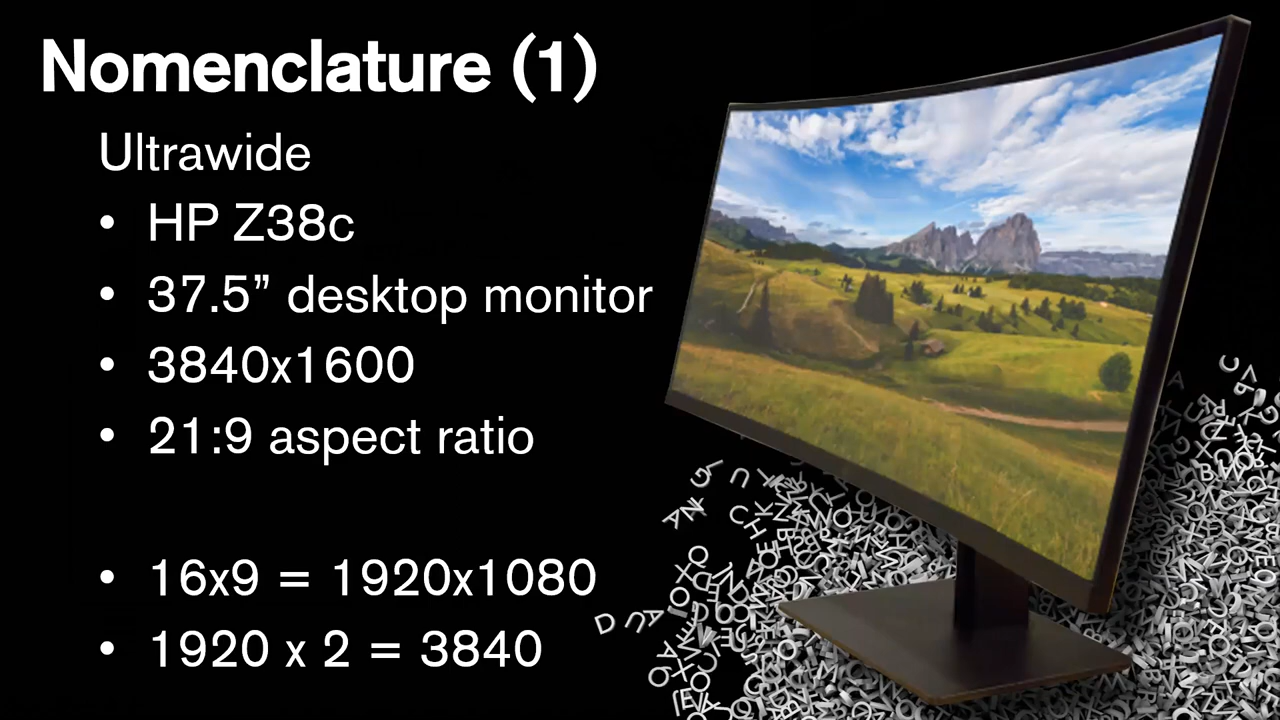 Nomenclature (1)
Ultrawide
• HP Z38c
• 37.5” desktop monitor
• 3840x1600
• 21:9 aspect ratio
• 16x9 = 1920x1080
• 1920 x 2 = 3840